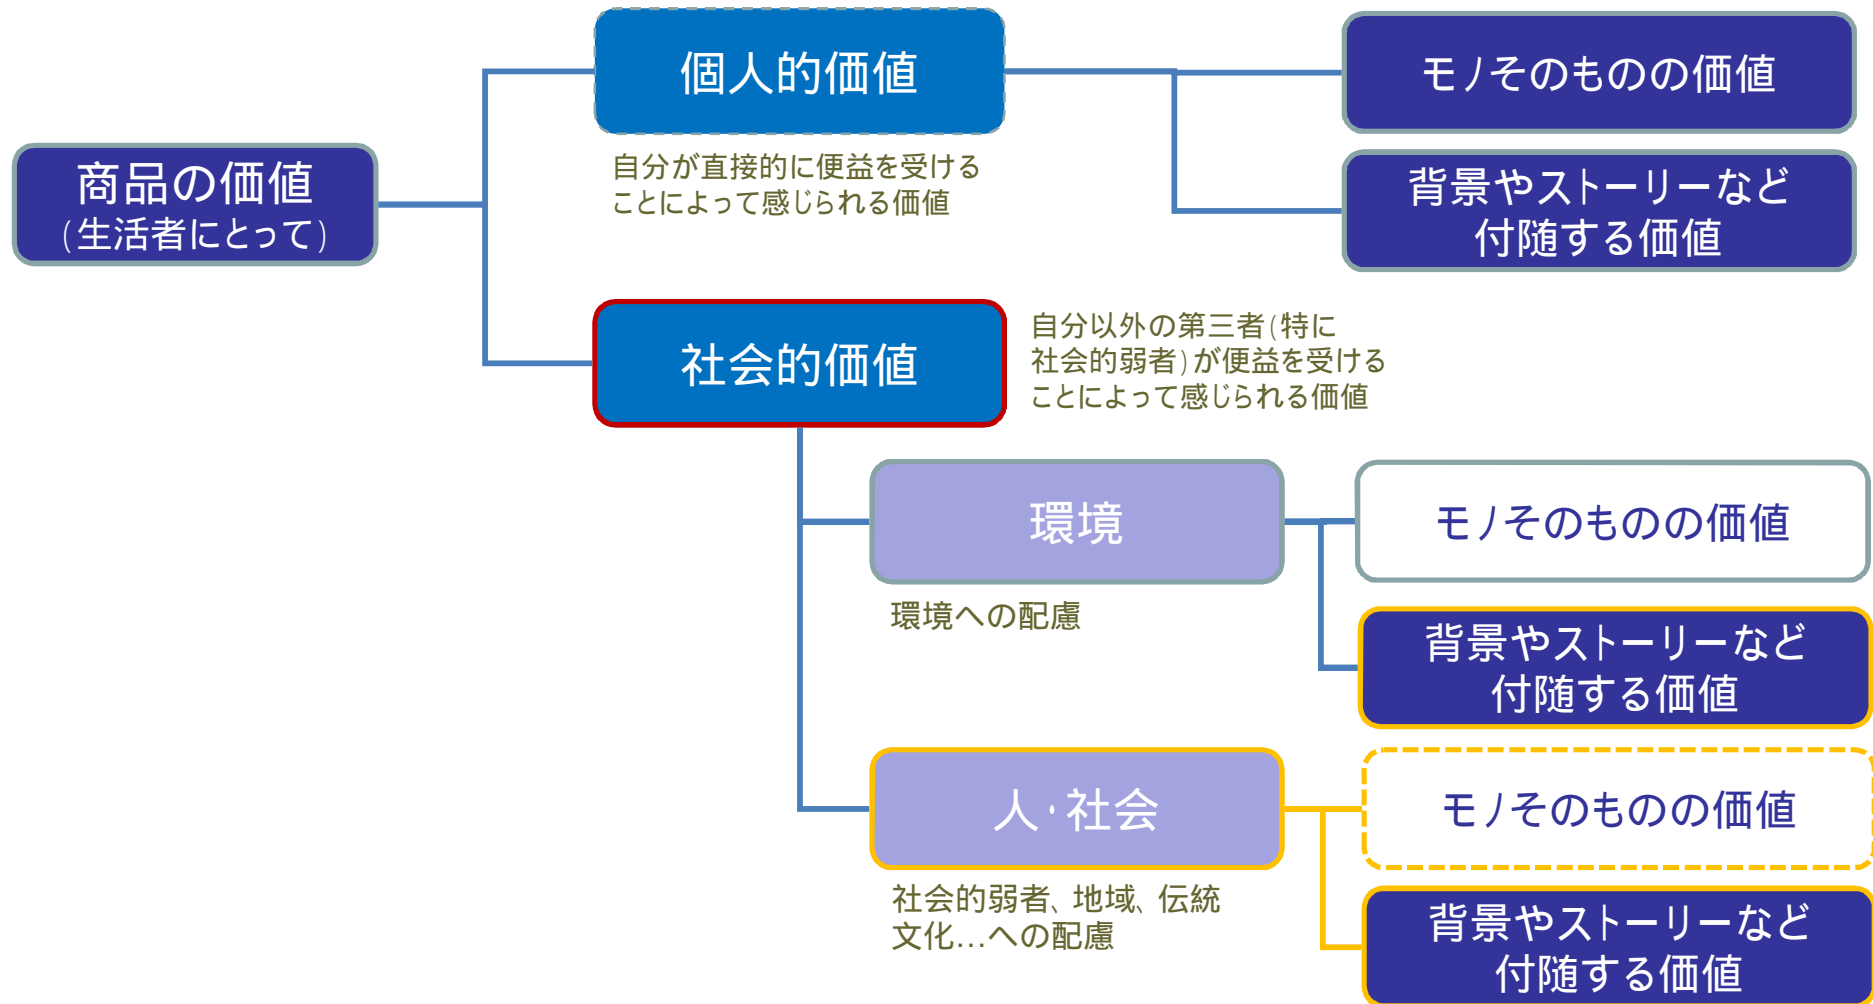 個人的価値
モノそのものの価値
自分が直接的に便益を受ける
ことによって感じられる価値
商品の価値
(生活者にとって)
背景やストーリーなど
付随する価値
社会的価値
自分以外の第三者(特に
社会的弱者)が便益を受ける
ことによって感じられる価値
環境
モノそのものの価値
環境への配慮
背景やストーリーなど
付随する価値
人・社会
モノそのものの価値
社会的弱者、地域、伝統
文化…への配慮
背景やストーリーなど
付随する価値